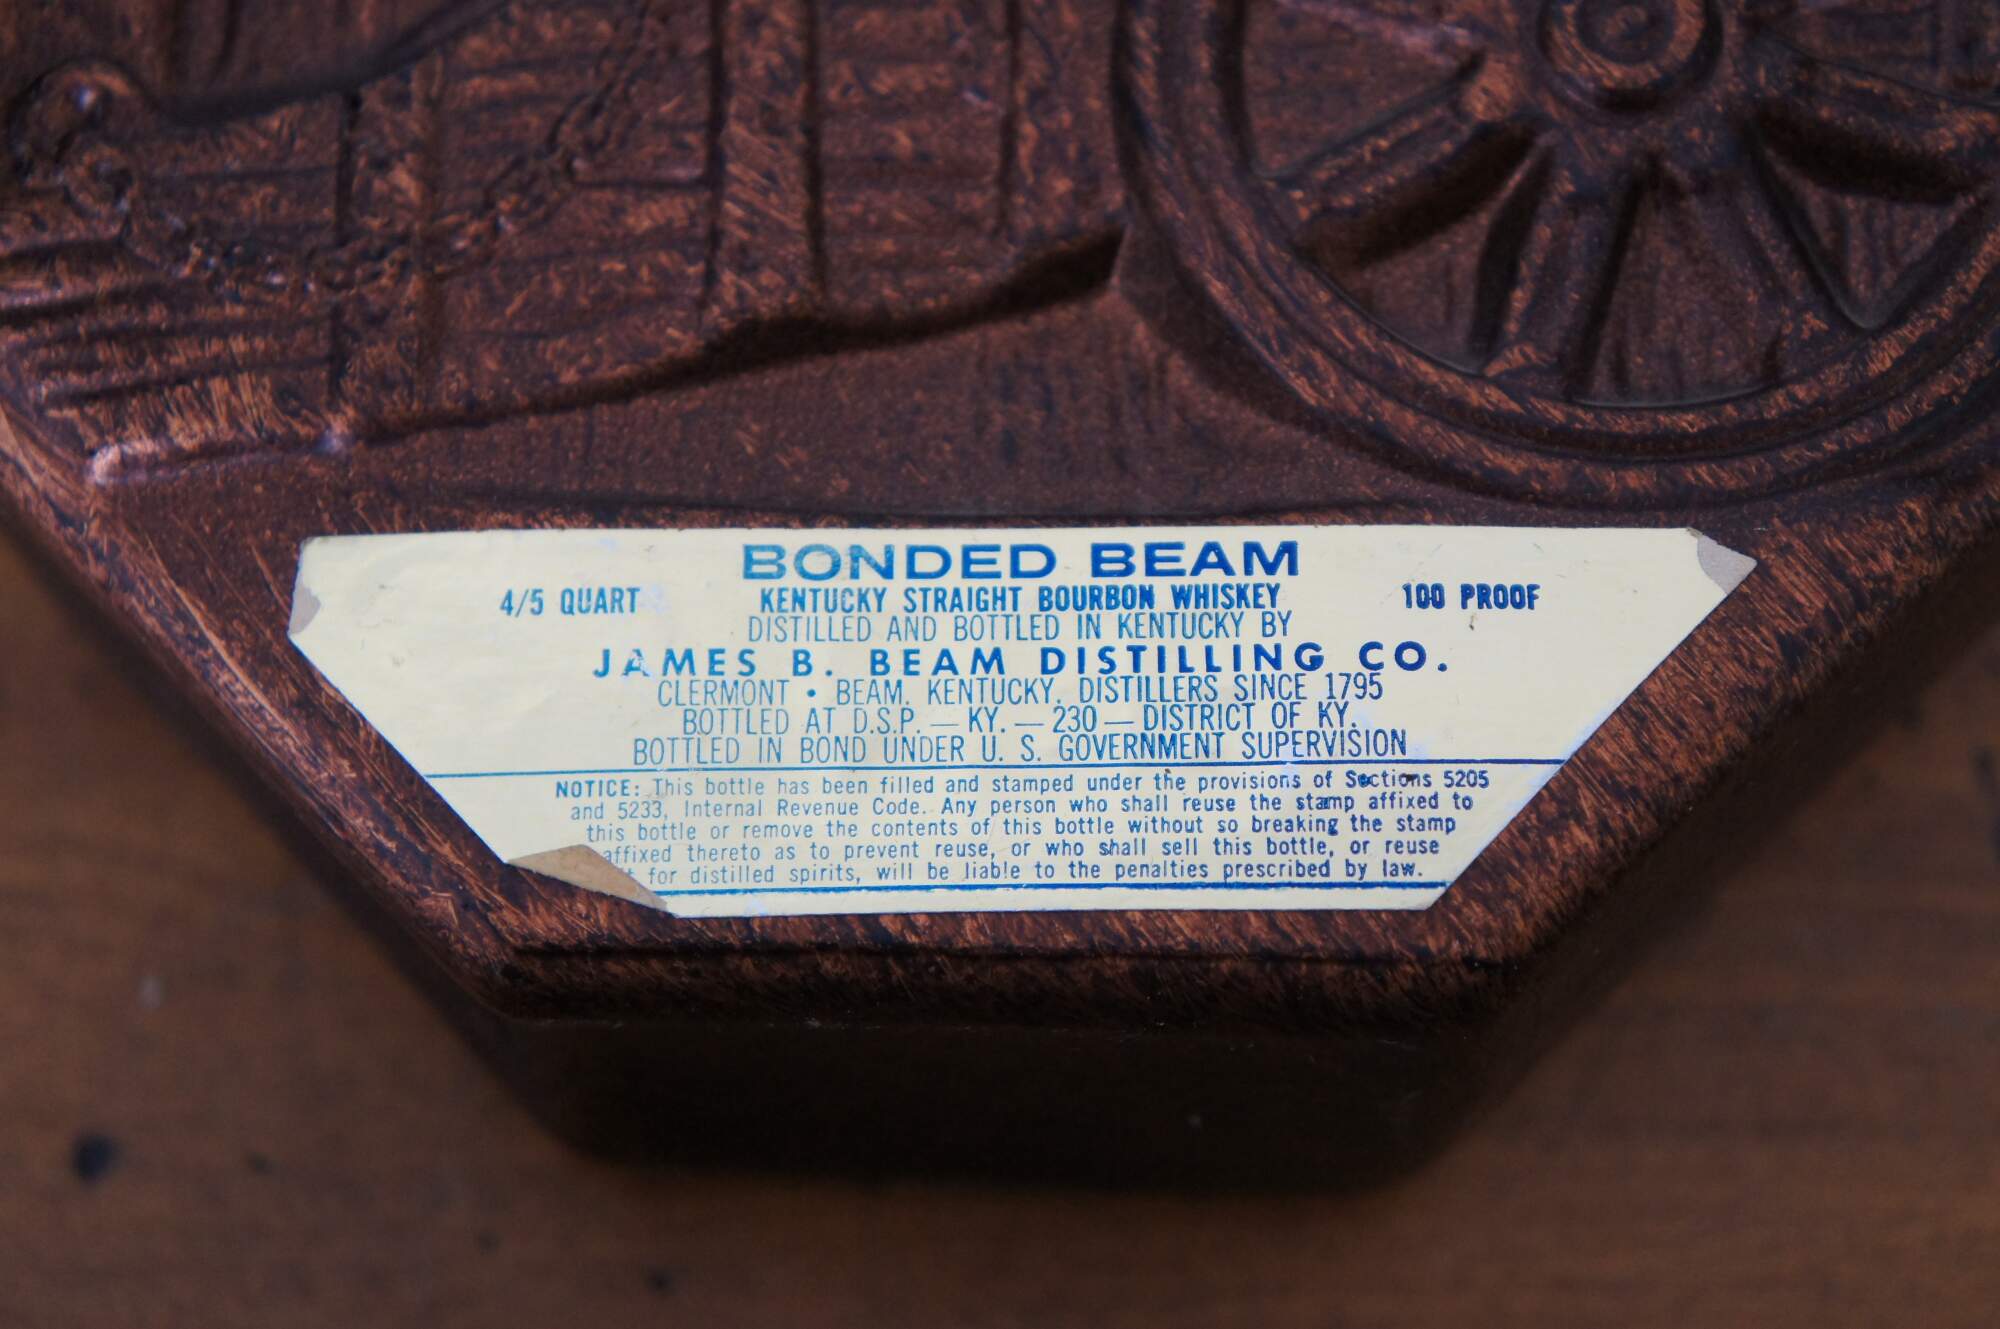 BONDED BEAM
4/5 QUART KENTUCKY STRAIGHT BOURBON WHISKEY 100 PROOF
DISTILLED AND BOTTLED IN KENTUCKY BY
JAMES B. BEAM DISTILLING CO.
CLERMONT • BEAM, KENTUCKY. DISTILLERS SINCE 1795
BOTTLED AT D.S.P. — KY. — 230 — DISTRICT OF KY.
BOTTLED IN BOND UNDER U. S. GOVERNMENT SUPERVISION
NOTICE: This bottle has been filled and stamped under the provisions of Sections 5205
and 5233, Internal Revenue Code. Any person who shall reuse the stamp affixed to
this bottle or remove the contents of this bottle without so breaking the stamp
affixed thereto as to prevent reuse, or who shall sell this bottle, or reuse
for distilled spirits, will be liable to the penalties prescribed by law.